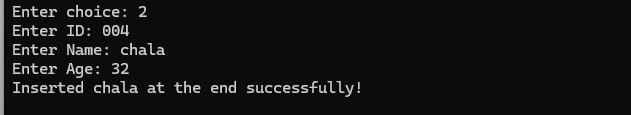 Enter choice: 2
Enter ID: 004
Enter Name: chala
Enter Age: 32
Inserted chala at the end successfully!